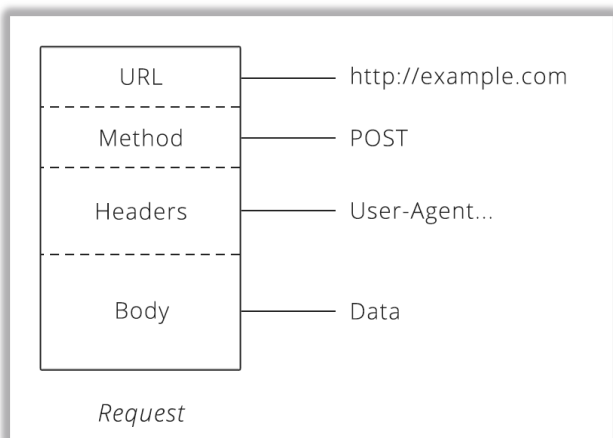 URL
http://example.com
Method
POST
Headers
User-Agent...
Body
Data
Request